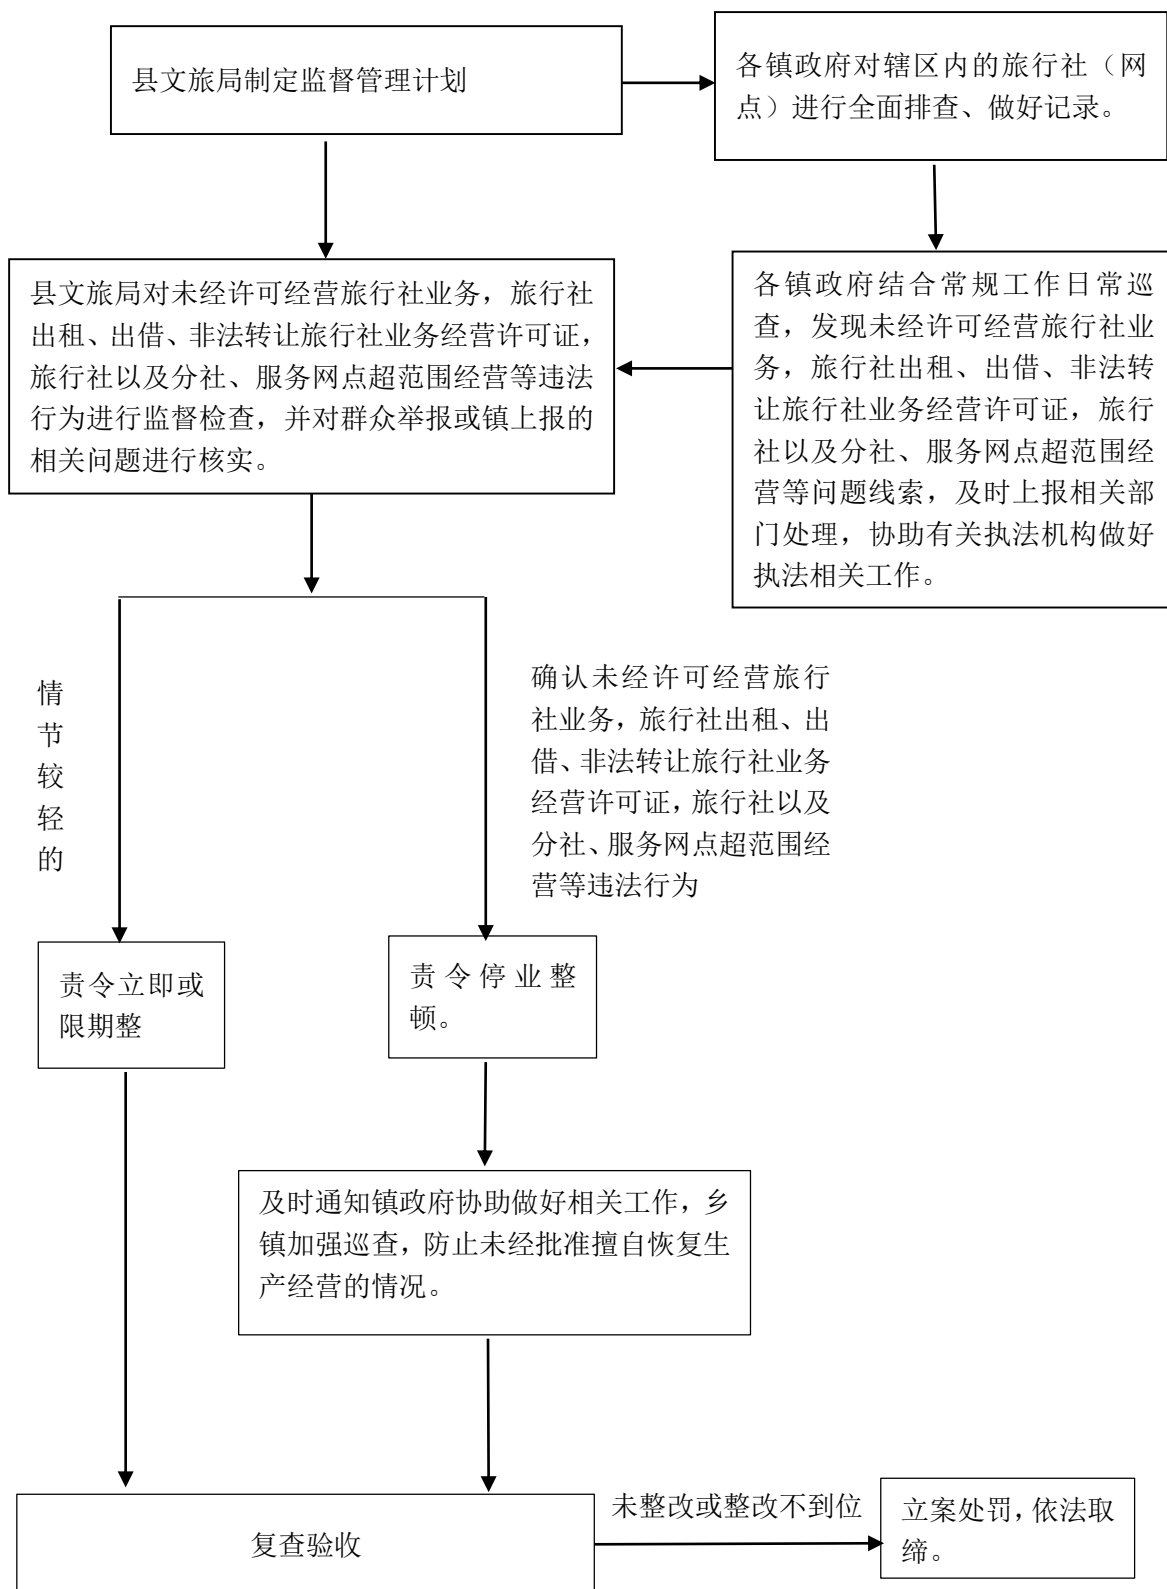 县文旅局制定监督管理计划
各镇政府对辖区内的旅行社（网
点）进行全面排查、做好记录。
县文旅局对未经许可经营旅行社业务，旅行社
出租、出借、非法转让旅行社业务经营许可证，
旅行社以及分社、服务网点超范围经营等违法
行为进行监督检查，并对群众举报或镇上报的
相关问题进行核实。
各镇政府结合常规工作日常巡
查，发现未经许可经营旅行社业
务，旅行社出租、出借、非法转
让旅行社业务经营许可证，旅行
社以及分社、服务网点超范围经
营等问题线索，及时上报相关部
门处理，协助有关执法机构做好
执法相关工作。
情
节
较
轻
的
确认未经许可经营旅行
社业务，旅行社出租、出
借、非法转让旅行社业务
经营许可证，旅行社以及
分社、服务网点超范围经
营等违法行为
责令立即或
限期整
责令停业整
顿。
及时通知镇政府协助做好相关工作，乡
镇加强巡查，防止未经批准擅自恢复生
产经营的情况。
复查验收
未整改或整改不到位
立案处罚，依法取
缔。